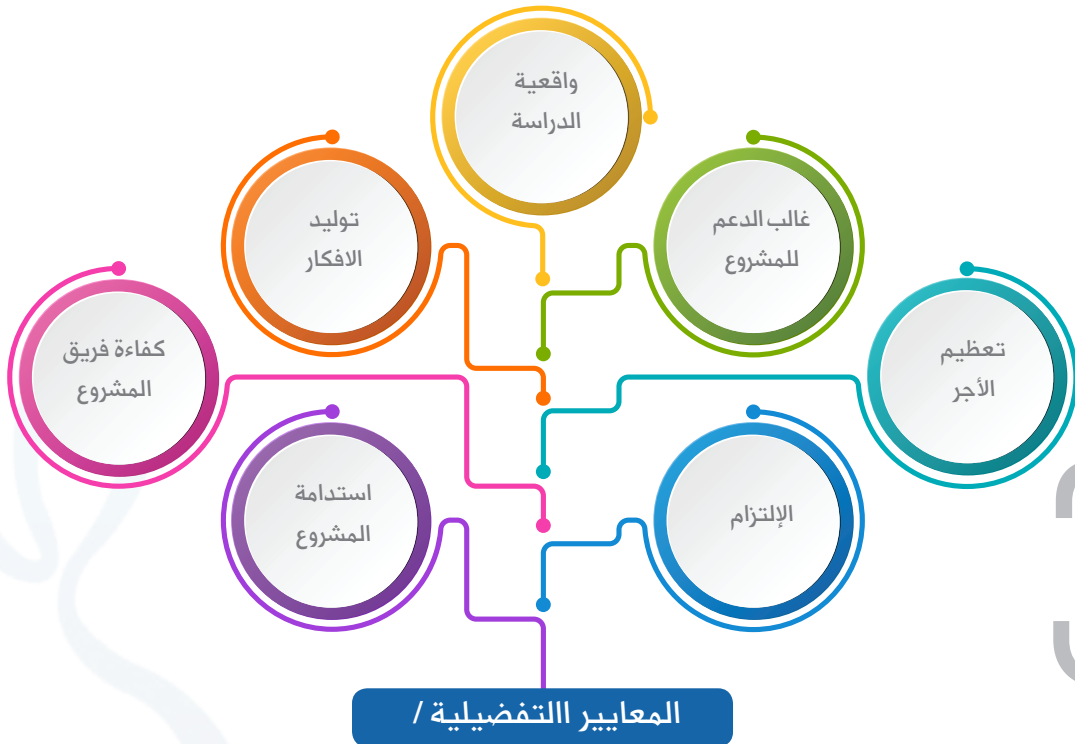 واقعية
الدراسة
غالب الدعم
للمشروع
توليد
الافكار
تعظيم
الأجر
كفاءة فريق
المشروع
الإلتزام
استدامة
المشروع
المعايير االتفضيلية /